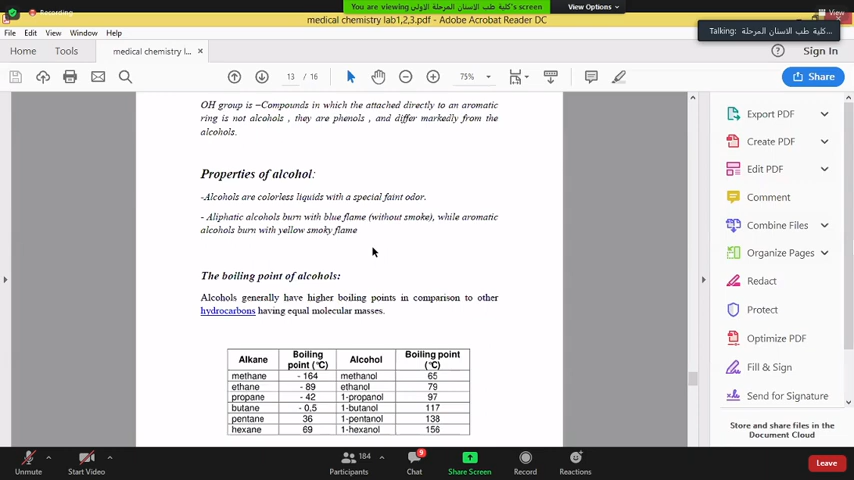 Recording
You are viewing كلية طب الاسنان المرحلة الاولى's screen
View Options
View
medical chemistry lab1,2,3.pdf - Adobe Acrobat Reader DC
File Edit View Window Help
Talking: كلية طب الاسنان المرحلة...
Home Tools medical chemistry l... × Sign In
13 / 16 75% Share
OH group is –Compounds in which the attached directly to an aromatic
ring is not alcohols , they are phenols , and differ markedly from the
alcohols.
Properties of alcohol:
-Alcohols are colorless liquids with a special faint odor.
- Aliphatic alcohols burn with blue flame (without smoke), while aromatic
alcohols burn with yellow smoky flame
The boiling point of alcohols:
Alcohols generally have higher boiling points in comparison to other
hydrocarbons having equal molecular masses.
Alkane Boiling point (°C) Alcohol Boiling point (°C)
methane - 164 methanol 65
ethane - 89 ethanol 79
propane - 42 1-propanol 97
butane - 0,5 1-butanol 117
pentane 36 1-pentanol 138
hexane 69 1-hexanol 156
Export PDF
Create PDF
Edit PDF
Comment
Combine Files
Organize Pages
Redact
Protect
Optimize PDF
Fill & Sign
Send for Signature
Store and share files in the
Document Cloud
Unmute
Start Video
184
Participants
9
Chat
Share Screen
Record
Reactions
Leave